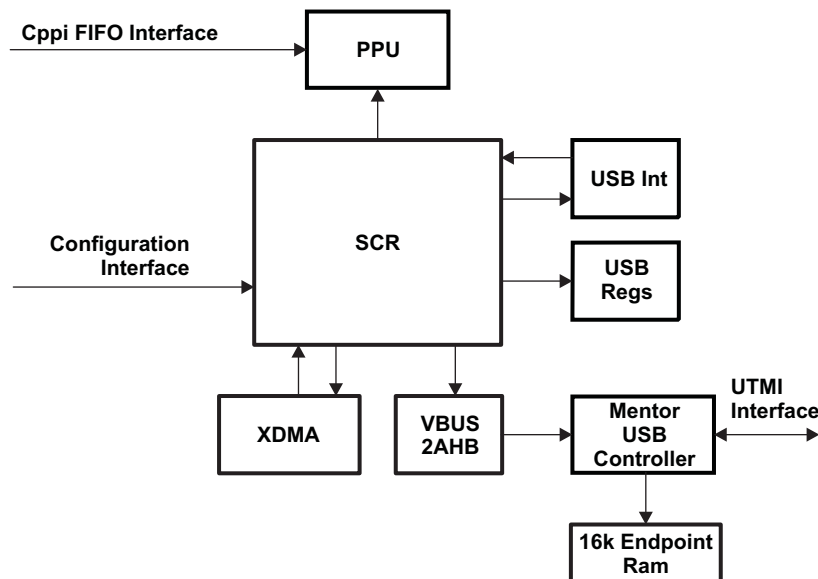 Cppi FIFO Interface
PPU
USB Int
SCR
Configuration
Interface
USB
Regs
XDMA
VBUS
2AHB
Mentor
USB
Controller
UTMI
Interface
16k Endpoint
Ram